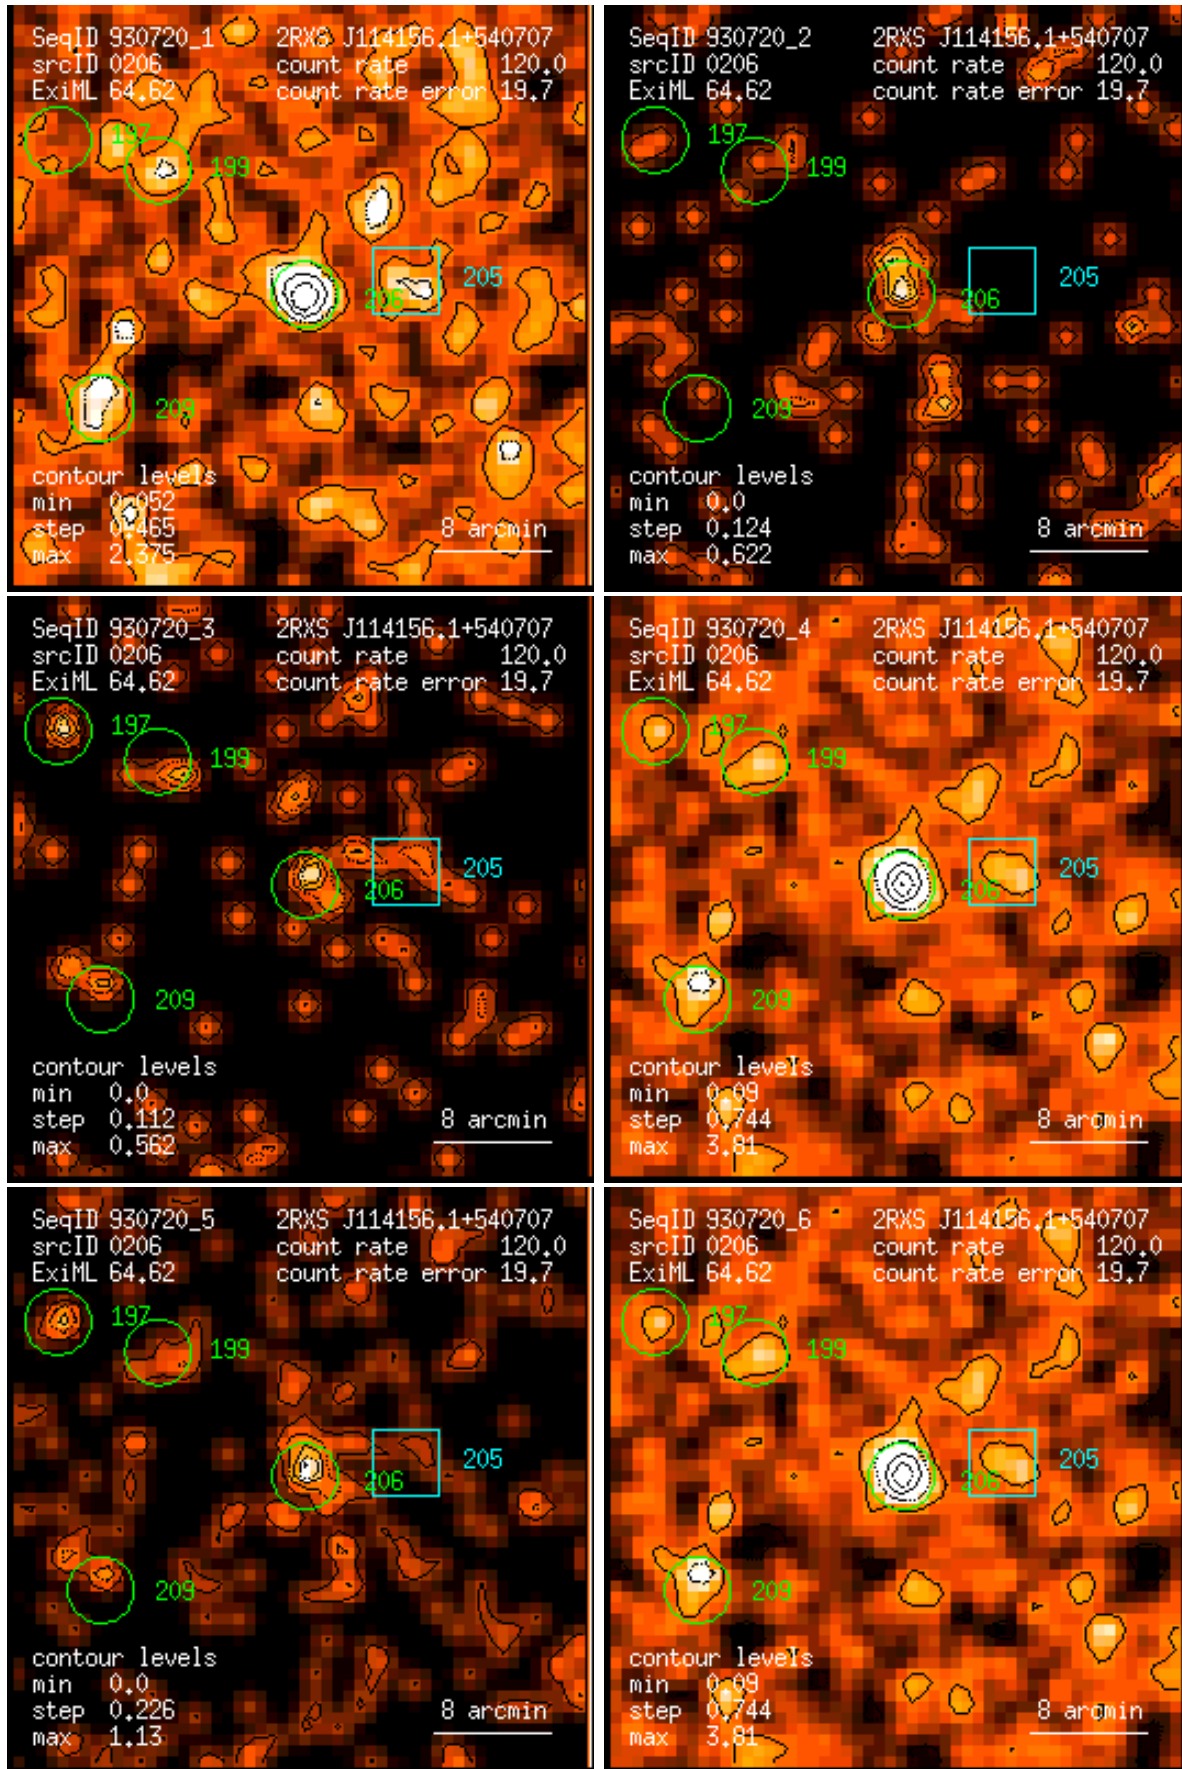 SeqID 930720_1 2RXS J114156.1+540707
srcID 0206 count rate 120.0
ExiML 64.62 count rate error 19.7
197
199
205
206
209
contour levels
min 0.052
step 0.465
max 2.375
8 arcmin
SeqID 930720_2 2RXS J114156.1+540707
srcID 0206 count rate 120.0
ExiML 64.62 count rate error 19.7
197
199
205
206
209
contour levels
min 0.0
step 0.124
max 0.622
8 arcmin
SeqID 930720_3 2RXS J114156.1+540707
srcID 0206 count rate 120.0
ExiML 64.62 count rate error 19.7
197
199
205
206
209
contour levels
min 0.0
step 0.112
max 0.562
8 arcmin
SeqID 930720_4 2RXS J114156.1+540707
srcID 0206 count rate 120.0
ExiML 64.62 count rate error 19.7
197
199
205
206
209
contour levels
min 0.09
step 0.744
max 3.81
8 arcmin
SeqID 930720_5 2RXS J114156.1+540707
srcID 0206 count rate 120.0
ExiML 64.62 count rate error 19.7
197
199
205
206
209
contour levels
min 0.0
step 0.226
max 1.13
8 arcmin
SeqID 930720_6 2RXS J114156.1+540707
srcID 0206 count rate 120.0
ExiML 64.62 count rate error 19.7
197
199
205
206
209
contour levels
min 0.09
step 0.744
max 3.81
8 arcmin